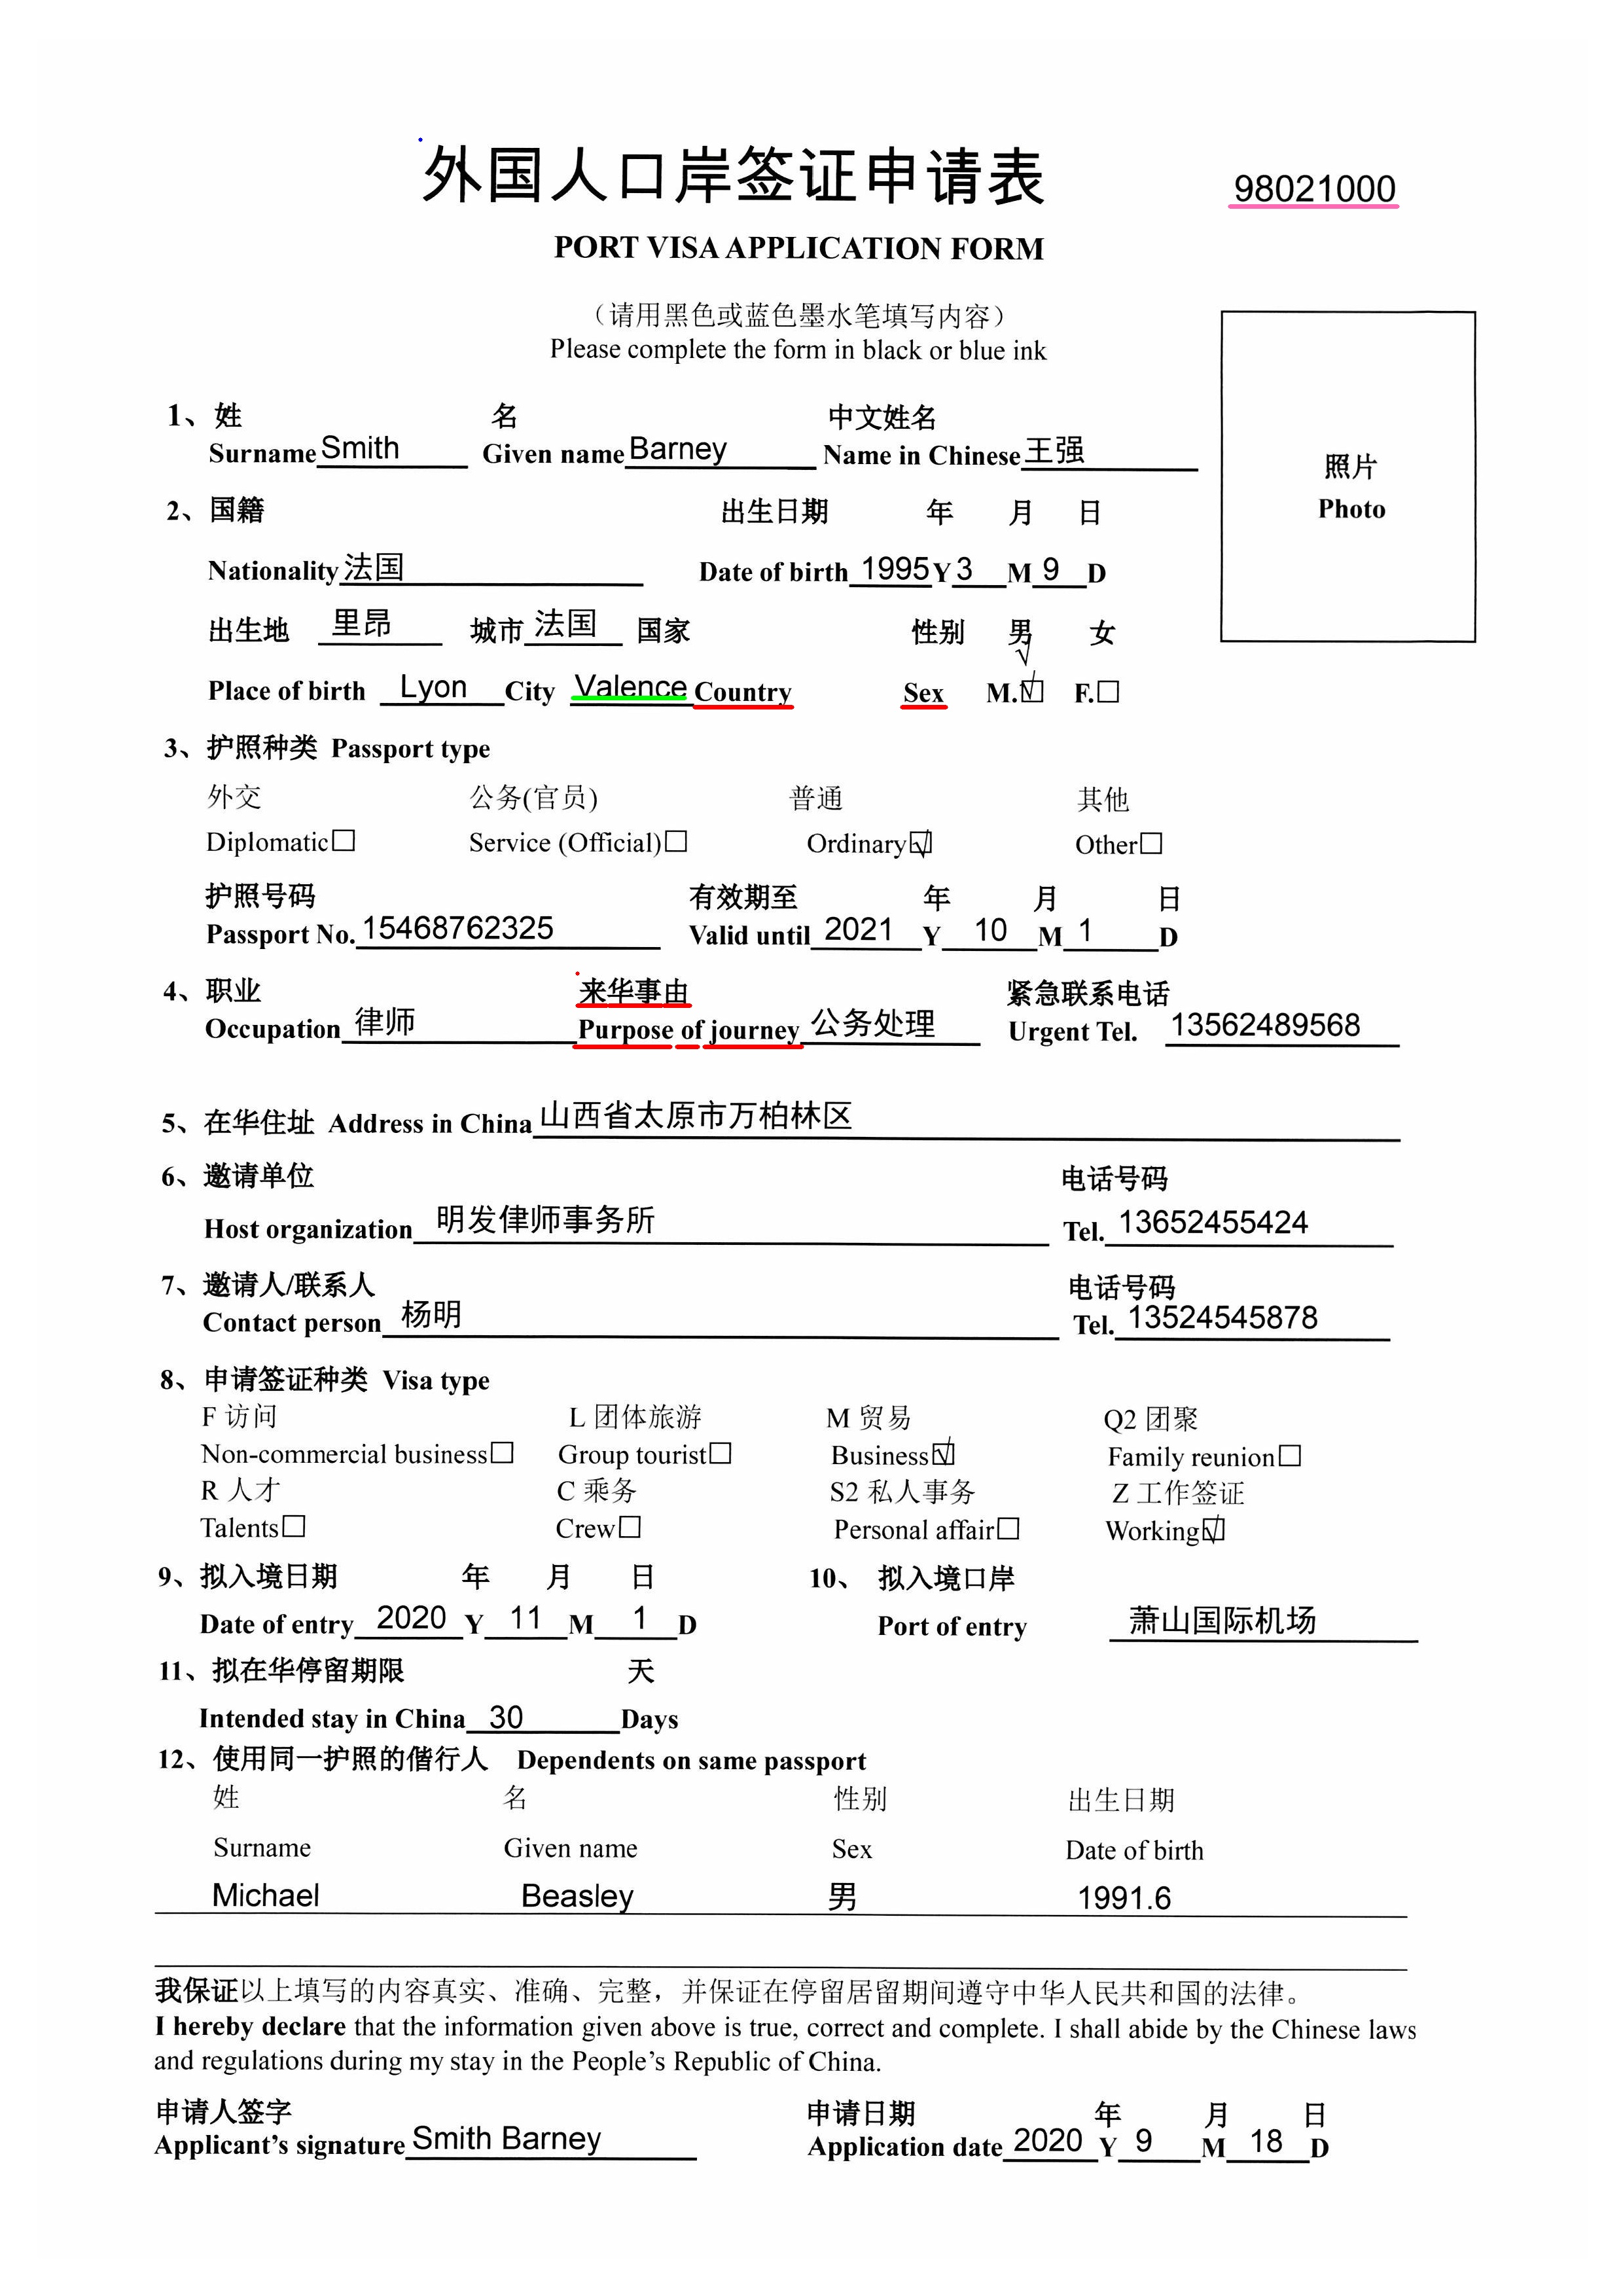 外国人口岸签证申请表 98021000
PORT VISA APPLICATION FORM
（请用黑色或蓝色墨水笔填写内容）
Please complete the form in black or blue ink
照片
Photo
1、姓 名 中文姓名
Surname Smith Given name Barney Name in Chinese 王强
2、国籍 出生日期 年 月 日
Nationality 法国 Date of birth 1995 Y 3 M 9 D
出生地 里昂 城市 法国 国家 性别 男 √ 女
Place of birth Lyon City Valence Country Sex M.☑ F.□
3、护照种类 Passport type
外交 公务(官员) 普通 其他
Diplomatic□ Service (Official)□ Ordinary☑ Other□
护照号码 有效期至 年 月 日
Passport No. 15468762325 Valid until 2021 Y 10 M 1 D
4、职业 来华事由 紧急联系电话
Occupation 律师 Purpose of journey 公务处理 Urgent Tel. 13562489568
5、在华住址 Address in China 山西省太原市万柏林区
6、邀请单位 电话号码
Host organization 明发律师事务所 Tel. 13652455424
7、邀请人/联系人 电话号码
Contact person 杨明 Tel. 13524545878
8、申请签证种类 Visa type
F 访问 L 团体旅游 M 贸易 Q2 团聚
Non-commercial business□ Group tourist□ Business☑ Family reunion□
R 人才 C 乘务 S2 私人事务 Z 工作签证
Talents□ Crew□ Personal affair□ Working☑
9、拟入境日期 年 月 日 10、 拟入境口岸
Date of entry 2020 Y 11 M 1 D Port of entry 萧山国际机场
11、拟在华停留期限 天
Intended stay in China 30 Days
12、使用同一护照的偕行人 Dependents on same passport
姓 名 性别 出生日期
Surname Given name Sex Date of birth
Michael Beasley 男 1991.6
我保证以上填写的内容真实、准确、完整，并保证在停留居留期间遵守中华人民共和国的法律。
I hereby declare that the information given above is true, correct and complete. I shall abide by the Chinese laws
and regulations during my stay in the People’s Republic of China.
申请人签字 申请日期 年 月 日
Applicant’s signature Smith Barney Application date 2020 Y 9 M 18 D